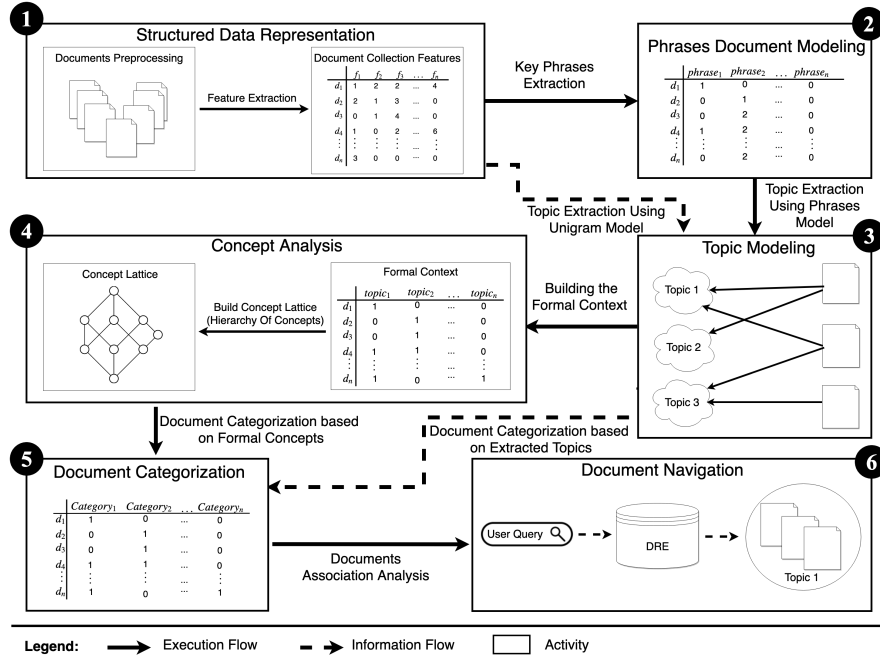 1
Structured Data Representation
Documents Preprocessing
Feature Extraction
Document Collection Features
f1 f2 f3 ... fn
d1 1 2 2 ... 4
d2 2 1 3 ... 0
d3 0 1 4 ... 0
d4 1 0 2 ... 6
⋮ ⋮ ⋮ ⋮ ... ⋮
dn 3 0 0 ... 0
Key Phrases
Extraction
2
Phrases Document Modeling
phrase1 phrase2 ... phrasen
d1 1 0 ... 0
d2 0 1 ... 0
d3 0 2 ... 0
d4 1 2 ... 0
⋮ ⋮ ⋮ ... ⋮
dn 0 2 ... 0
Topic Extraction Using
Unigram Model
Topic Extraction
Using Phrases
Model
3
Topic Modeling
Topic 1
Topic 2
Topic 3
Building the
Formal Context
4
Concept Analysis
Concept Lattice
Build Concept Lattice
(Hierarchy Of Concepts)
Formal Context
topic1 topic2 ... topicn
d1 1 0 ... 0
d2 0 1 ... 0
d3 0 1 ... 0
d4 1 1 ... 0
⋮ ⋮ ⋮ ... ⋮
dn 1 0 ... 1
Document Categorization based
on Formal Concepts
Document Categorization based
on Extracted Topics
5
Document Categorization
Category1 Category2 ... Categoryn
d1 1 0 ... 0
d2 0 1 ... 0
d3 0 1 ... 0
d4 1 1 ... 0
⋮ ⋮ ⋮ ... ⋮
dn 1 0 ... 1
Documents
Association Analysis
6
Document Navigation
User Query
DRE
Topic 1
Legend:
Execution Flow
Information Flow
Activity